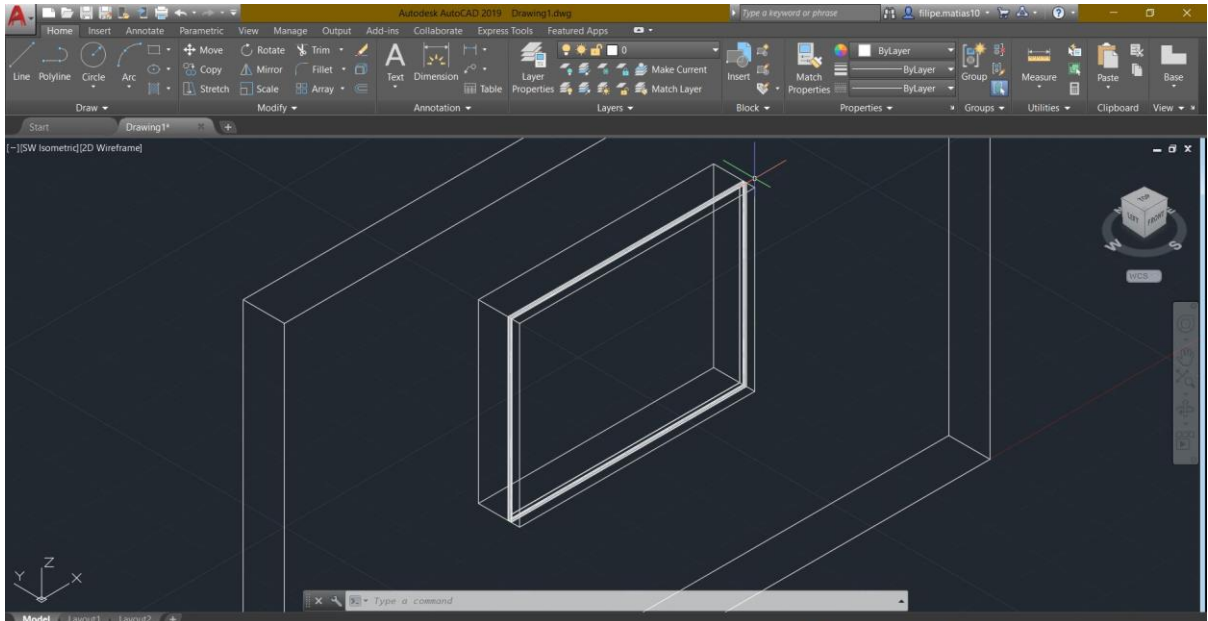 Autodesk AutoCAD 2019 Drawing1.dwg Type a keyword or phrase filipe.matias10
Home Insert Annotate Parametric View Manage Output Add-ins Collaborate Express Tools Featured Apps
Move Rotate Trim 0 ByLayer
Line Polyline Circle Arc Copy Mirror Fillet Text Dimension Layer Properties Make Current Insert Match Properties ByLayer Group Measure Paste Base
Stretch Scale Array Table Match Layer ByLayer
Draw Modify Annotation Layers Block Properties Groups Utilities Clipboard View
Start Drawing1* +
[−][SW Isometric][2D Wireframe]
TOP
LEFT FRONT
W S
WCS
Z
Y X
Type a command
Model Layout1 Layout2 +